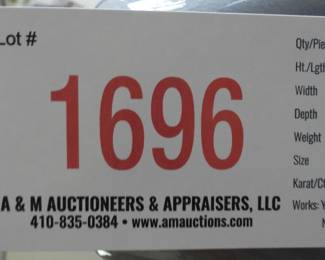 Lot #
1696
A & M AUCTIONEERS & APPRAISERS, LLC
410-835-0384 • www.amauctions.com
Qty/Pie
Ht./Lgth
Width
Depth
Weight
Size
Karat/Ct
Works: Y
N